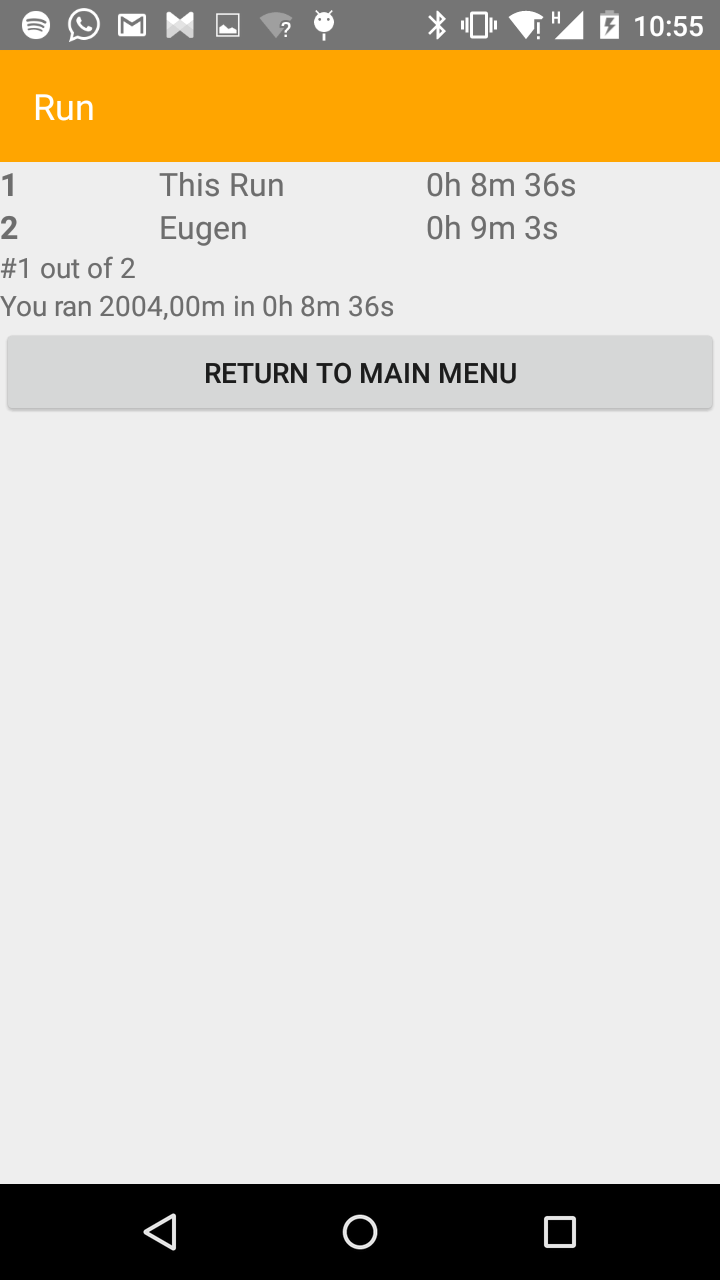 H 10:55
Run
1 This Run 0h 8m 36s
2 Eugen 0h 9m 3s
#1 out of 2
You ran 2004,00m in 0h 8m 36s
RETURN TO MAIN MENU